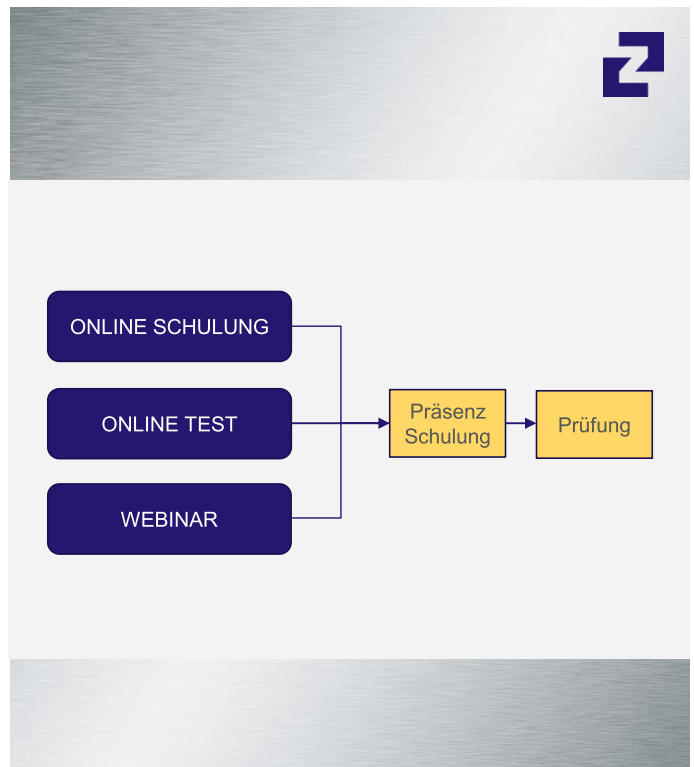 Z
ONLINE SCHULUNG
ONLINE TEST
WEBINAR
Präsenz
Schulung
Prüfung